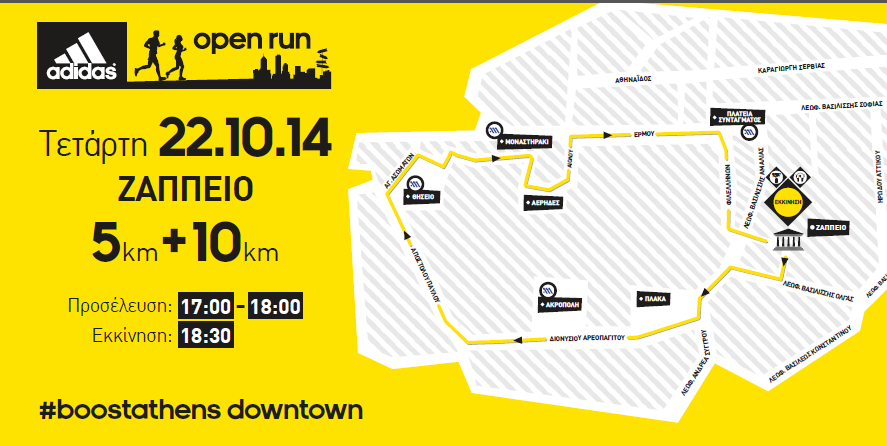 adidas
open run
Τετάρτη 22.10.14
ΖΑΠΠΕΙΟ
5km+10km
Προσέλευση: 17:00-18:00
Εκκίνηση: 18:30
#boostathens downtown
ΑΘΗΝΑΪΔΟΣ
ΚΑΡΑΓΙΩΡΓΗ ΣΕΡΒΙΑΣ
ΛΕΩΦ. ΒΑΣΙΛΙΣΣΗΣ ΣΟΦΙΑΣ
ΠΛΑΤΕΙΑ
ΣΥΝΤΑΓΜΑΤΟΣ
ΜΟΝΑΣΤΗΡΑΚΙ
ΕΡΜΟΥ
ΑΙΟΛΟΥ
ΑΓ. ΑΣΩΜΑΤΩΝ
ΘΗΣΕΙΟ
ΑΕΡΗΔΕΣ
ΦΙΛΕΛΛΗΝΩΝ
ΛΕΩΦ. ΒΑΣΙΛΙΣΣΗΣ ΑΜΑΛΙΑΣ
ΗΡΩΔΟΥ ΑΤΤΙΚΟΥ
ΕΚΚΙΝΗΣΗ
ΖΑΠΠΕΙΟ
ΑΠΟΣΤΟΛΟΥ ΠΑΥΛΟΥ
ΑΚΡΟΠΟΛΗ
ΠΛΑΚΑ
ΛΕΩΦ. ΒΑΣΙΛΙΣΣΗΣ ΟΛΓΑΣ
ΛΕΩΦ. ΒΑΣ
ΔΙΟΝΥΣΙΟΥ ΑΡΕΟΠΑΓΙΤΟΥ
ΛΕΩΦ. ΑΝΔΡΕΑ ΣΥΓΓΡΟΥ
ΛΕΩΦ. ΒΑΣΙΛΕΩΣ ΚΩΝΣΤΑΝΤΙΝΟΥ